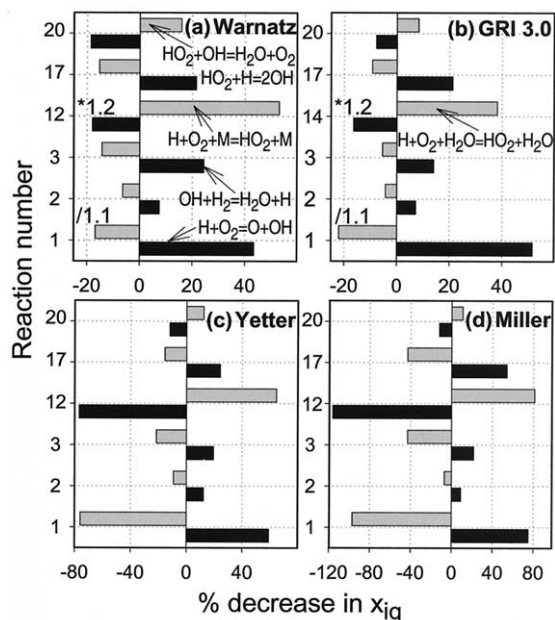 Reaction number
(a) Warnatz
20
17
12
3
2
1
HO₂+OH=H₂O+O₂
HO₂+H=2OH
*1.2
H+O₂+M=HO₂+M
OH+H₂=H₂O+H
/1.1
H+O₂=O+OH
-20 0 20 40 60
(b) GRI 3.0
20
17
14
3
2
1
*1.2
H+O₂+H₂O=HO₂+H₂O
/1.1
-20 0 20 40
(c) Yetter
20
17
12
3
2
1
-80 -40 0 40
(d) Miller
20
17
12
3
2
1
-120 -80 -40 0 40 80
% decrease in x_ig